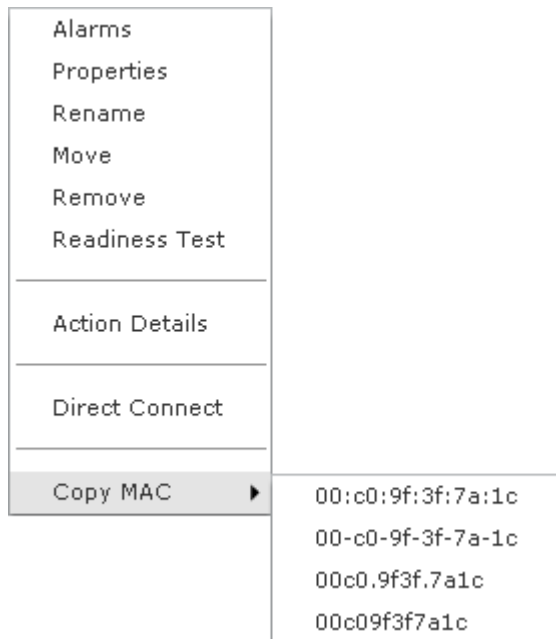 Alarms
Properties
Rename
Move
Remove
Readiness Test
Action Details
Direct Connect
Copy MAC
00:c0:9f:3f:7a:1c
00-c0-9f-3f-7a-1c
00c0.9f3f.7a1c
00c09f3f7a1c